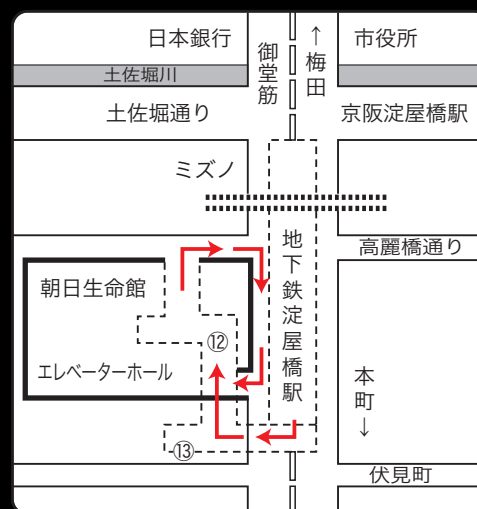 日本銀行
御堂筋
↑梅田
市役所
土佐堀川
土佐堀通り
京阪淀屋橋駅
ミズノ
地下鉄淀屋橋駅
高麗橋通り
朝日生命館
⑫
エレベーターホール
本町↓
⑬
伏見町